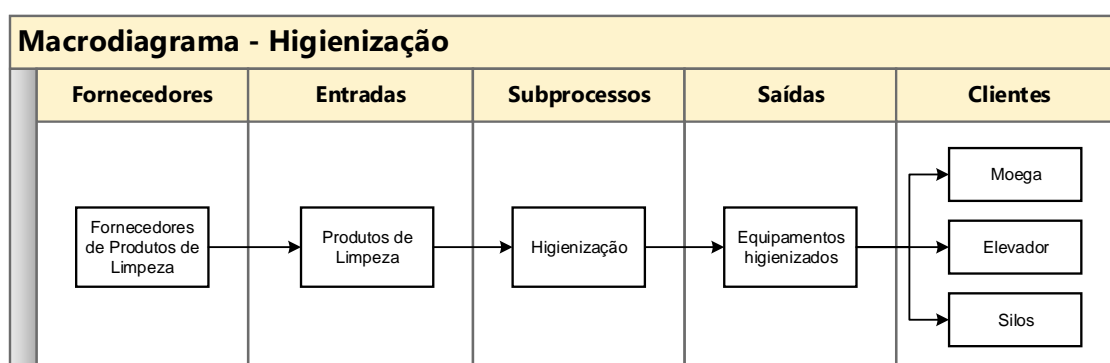 Macrodiagrama - Higienização
Fornecedores
Entradas
Subprocessos
Saídas
Clientes
Fornecedores
de Produtos de
Limpeza
Produtos de
Limpeza
Higienização
Equipamentos
higienizados
Moega
Elevador
Silos